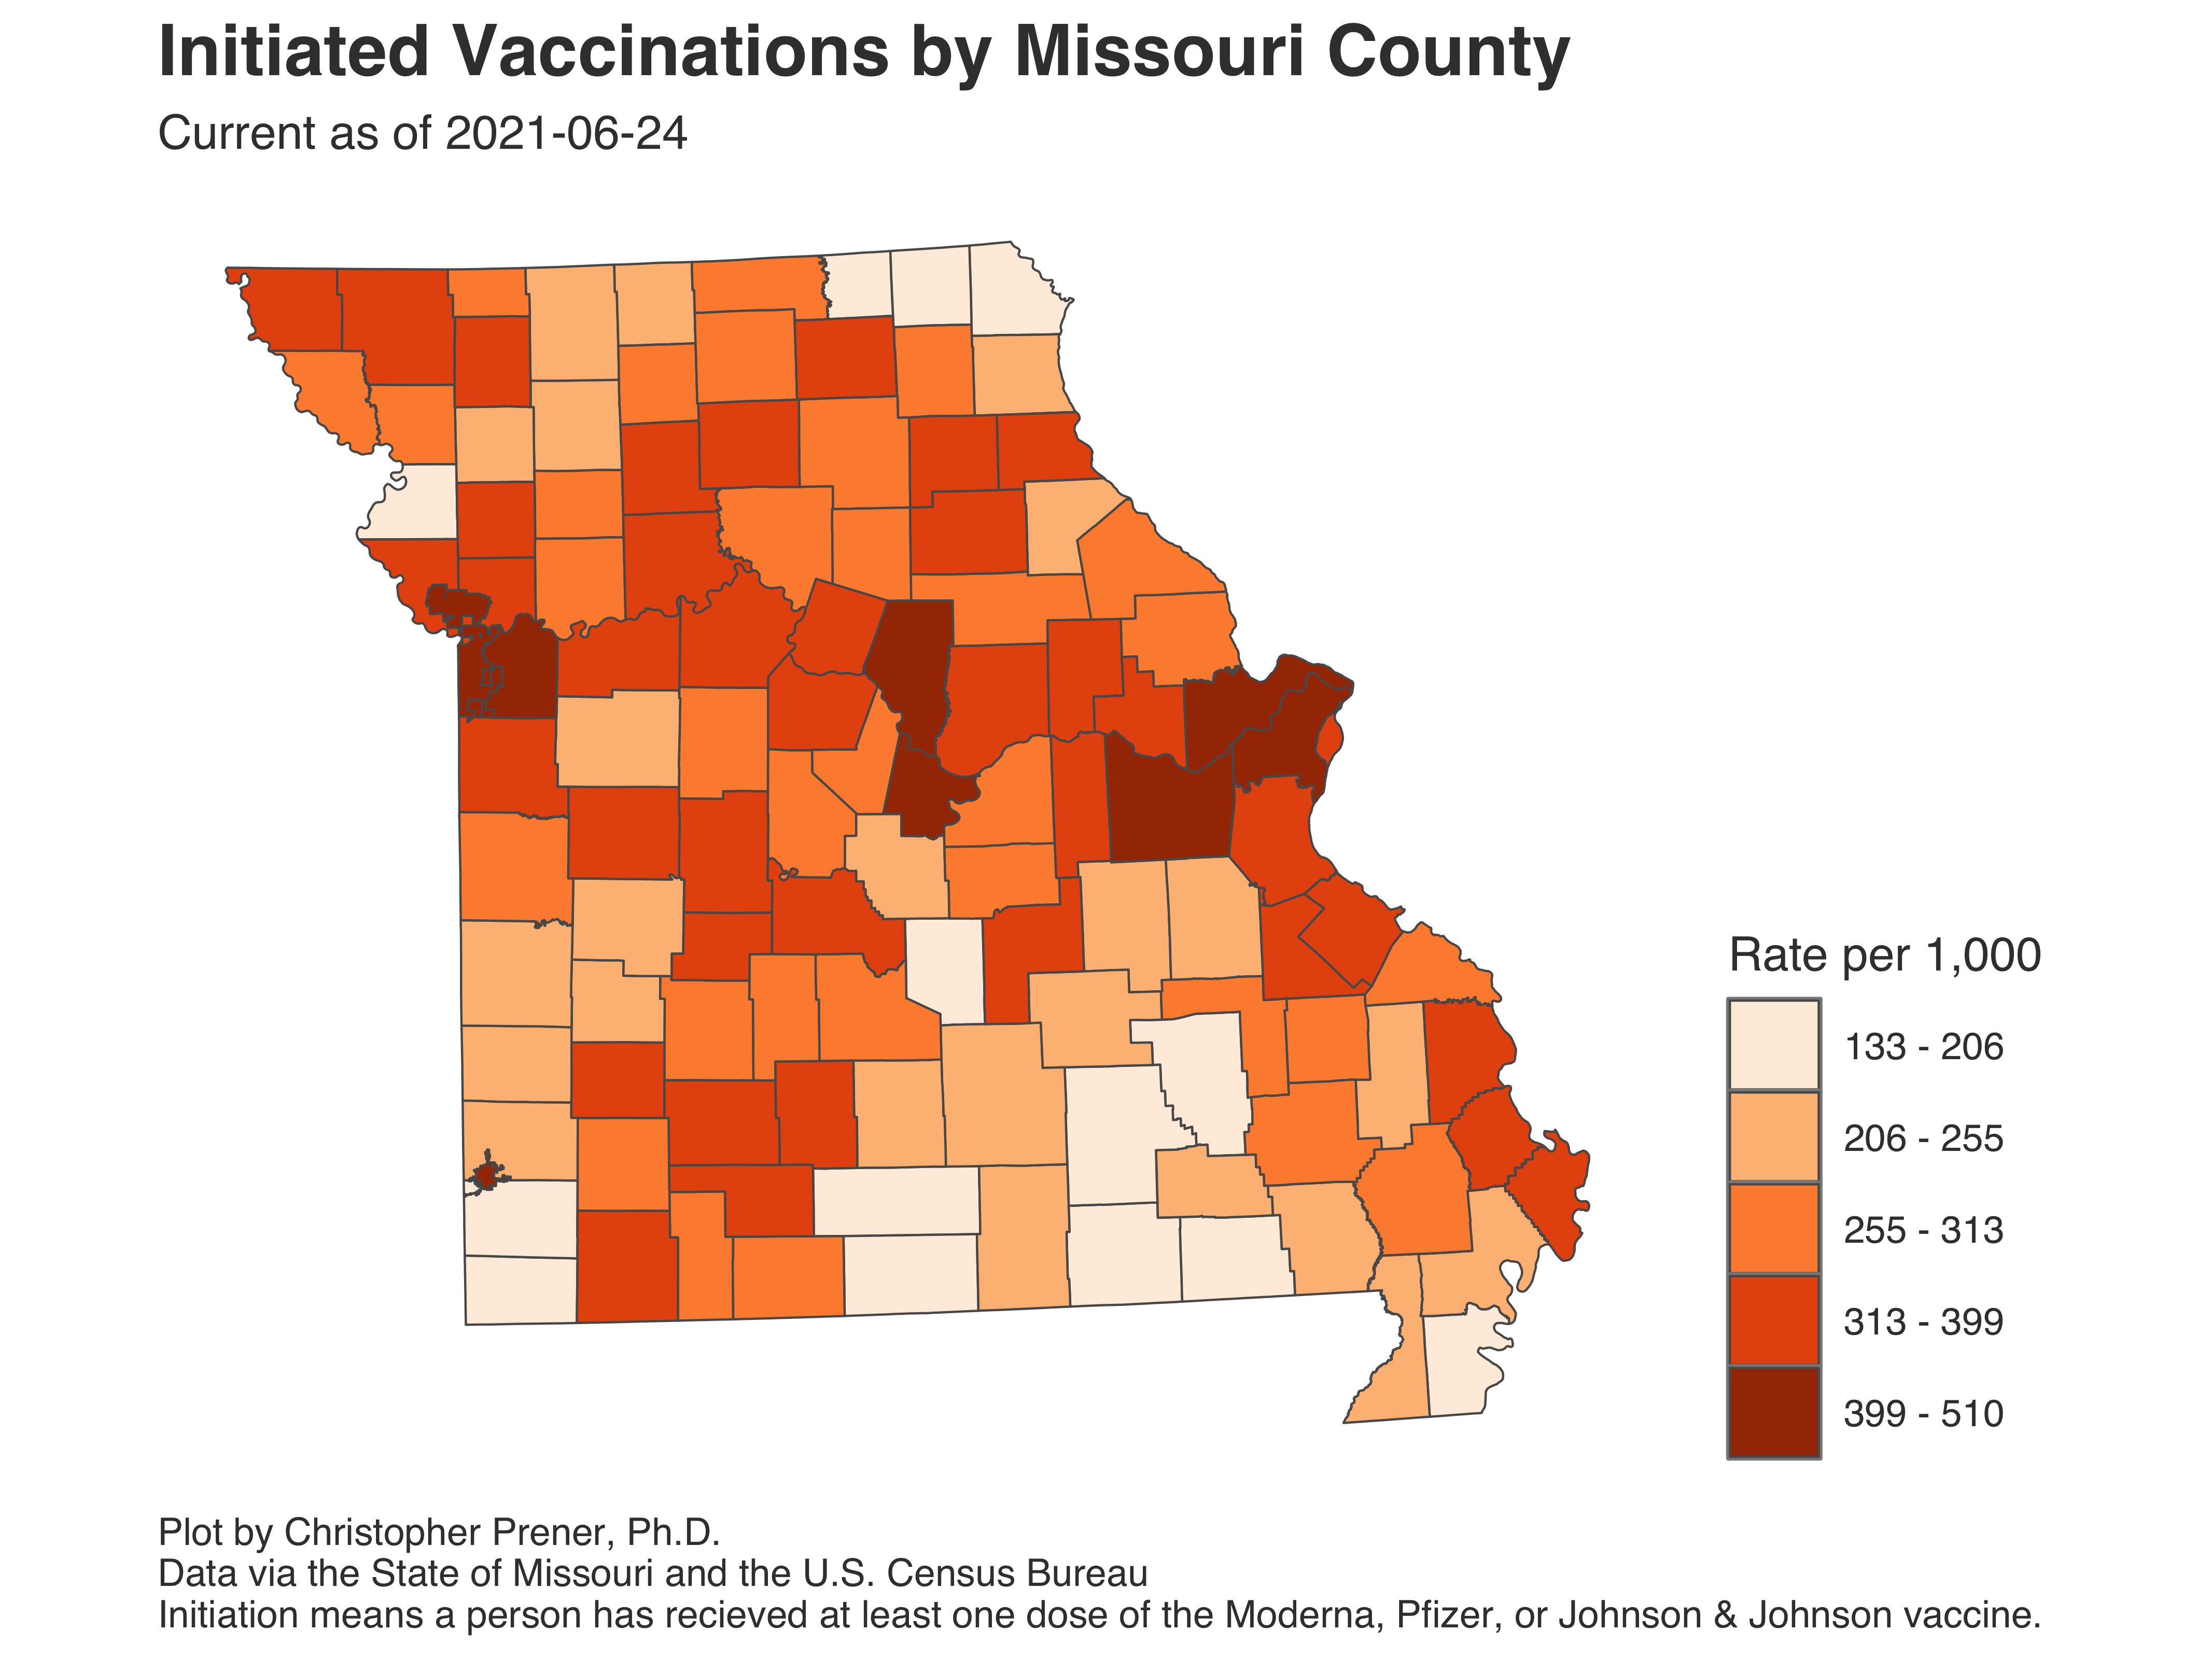 Initiated Vaccinations by Missouri County
Current as of 2021-06-24
Rate per 1,000
133 - 206
206 - 255
255 - 313
313 - 399
399 - 510
Plot by Christopher Prener, Ph.D.
Data via the State of Missouri and the U.S. Census Bureau
Initiation means a person has recieved at least one dose of the Moderna, Pfizer, or Johnson & Johnson vaccine.